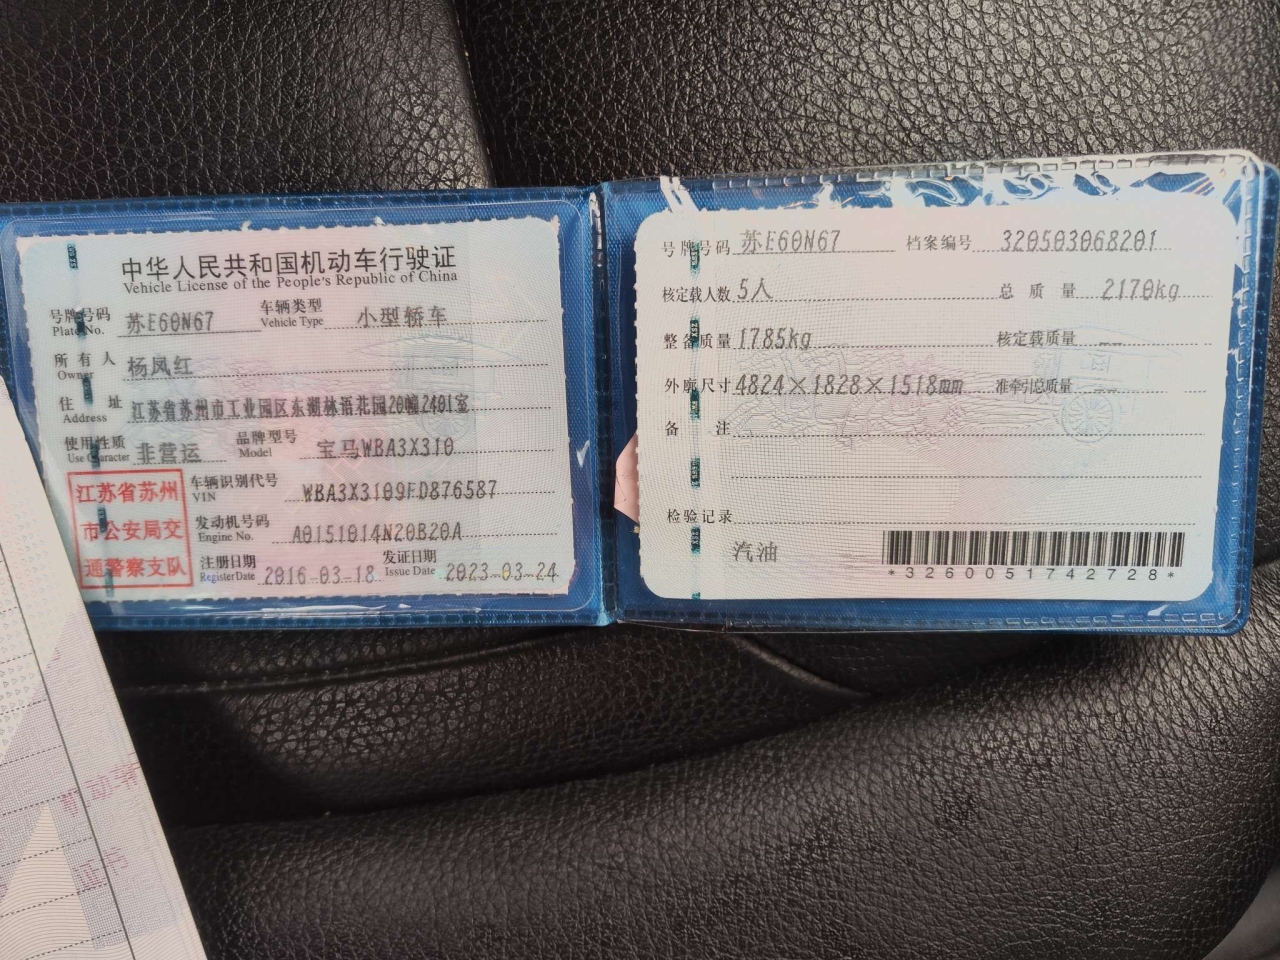 中华人民共和国机动车行驶证
Vehicle License of the People's Republic of China
号牌号码 苏E60N67 车辆类型 小型轿车
Plate No. Vehicle Type
所有人 杨凤红
Owner
住址 江苏省苏州市工业园区东湖林语花园20幢2401室
Address
使用性质 非营运 品牌型号 宝马WBA3X310
Use Character Model
江苏省苏州
市公安局交
通警察支队
车辆识别代号 WBA3X3109FD876587
VIN
发动机号码 A0151014N20B20A
Engine No.
注册日期 2016-03-18 发证日期 2023-03-24
Register Date Issue Date
号牌号码 苏E60N67 档案编号 320503068201
核定载人数 5人 总质量 2170kg
整备质量 1785kg 核定载质量 --
外廓尺寸 4824×1828×1518mm 准牵引总质量 --
备注
检验记录
汽油
*3260051742728*
动车
证书